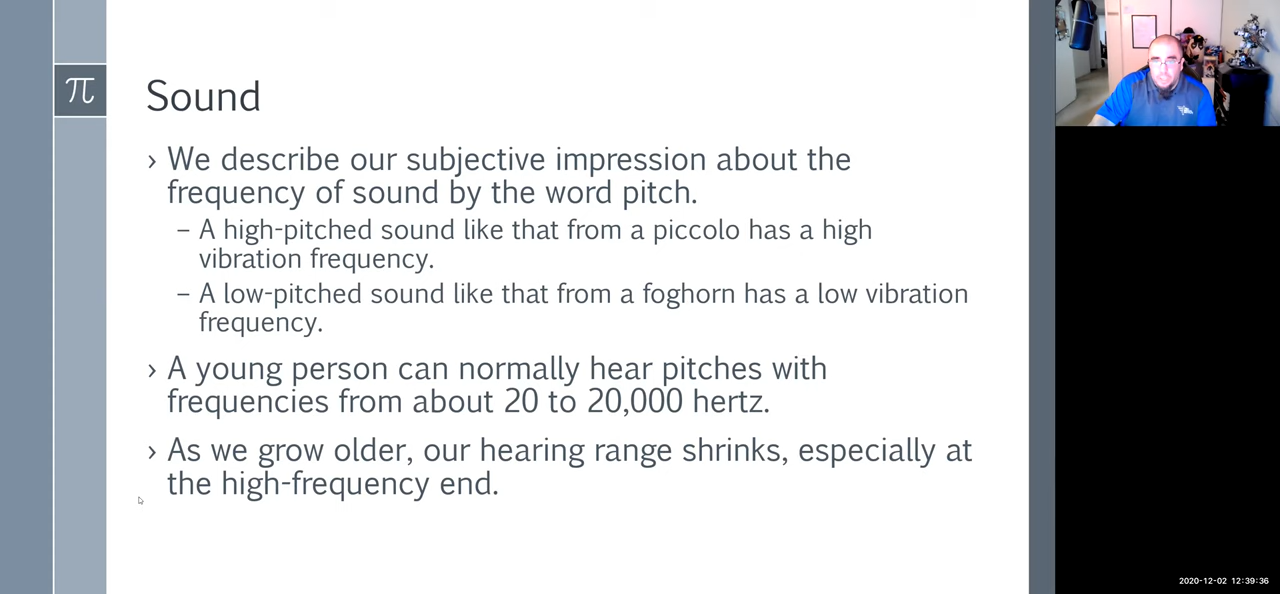 π
Sound
› We describe our subjective impression about the
frequency of sound by the word pitch.
– A high-pitched sound like that from a piccolo has a high
vibration frequency.
– A low-pitched sound like that from a foghorn has a low vibration
frequency.
› A young person can normally hear pitches with
frequencies from about 20 to 20,000 hertz.
› As we grow older, our hearing range shrinks, especially at
the high-frequency end.
2020-12-02 12:39:36